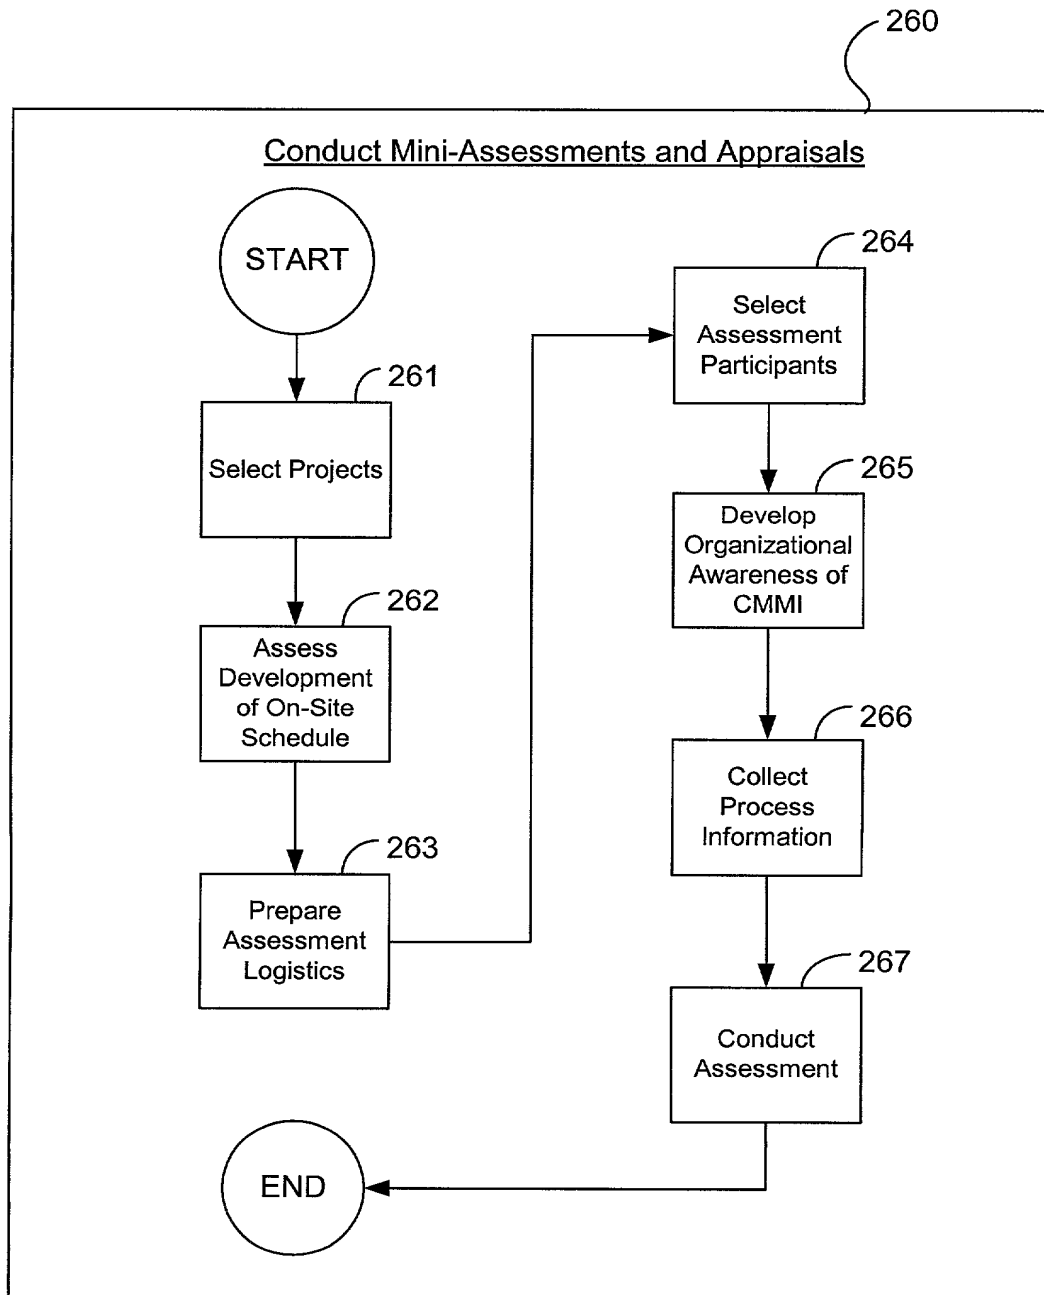 260
Conduct Mini-Assessments and Appraisals
START
261
Select Projects
262
Assess
Development
of On-Site
Schedule
263
Prepare
Assessment
Logistics
264
Select
Assessment
Participants
265
Develop
Organizational
Awareness of
CMMI
266
Collect
Process
Information
267
Conduct
Assessment
END